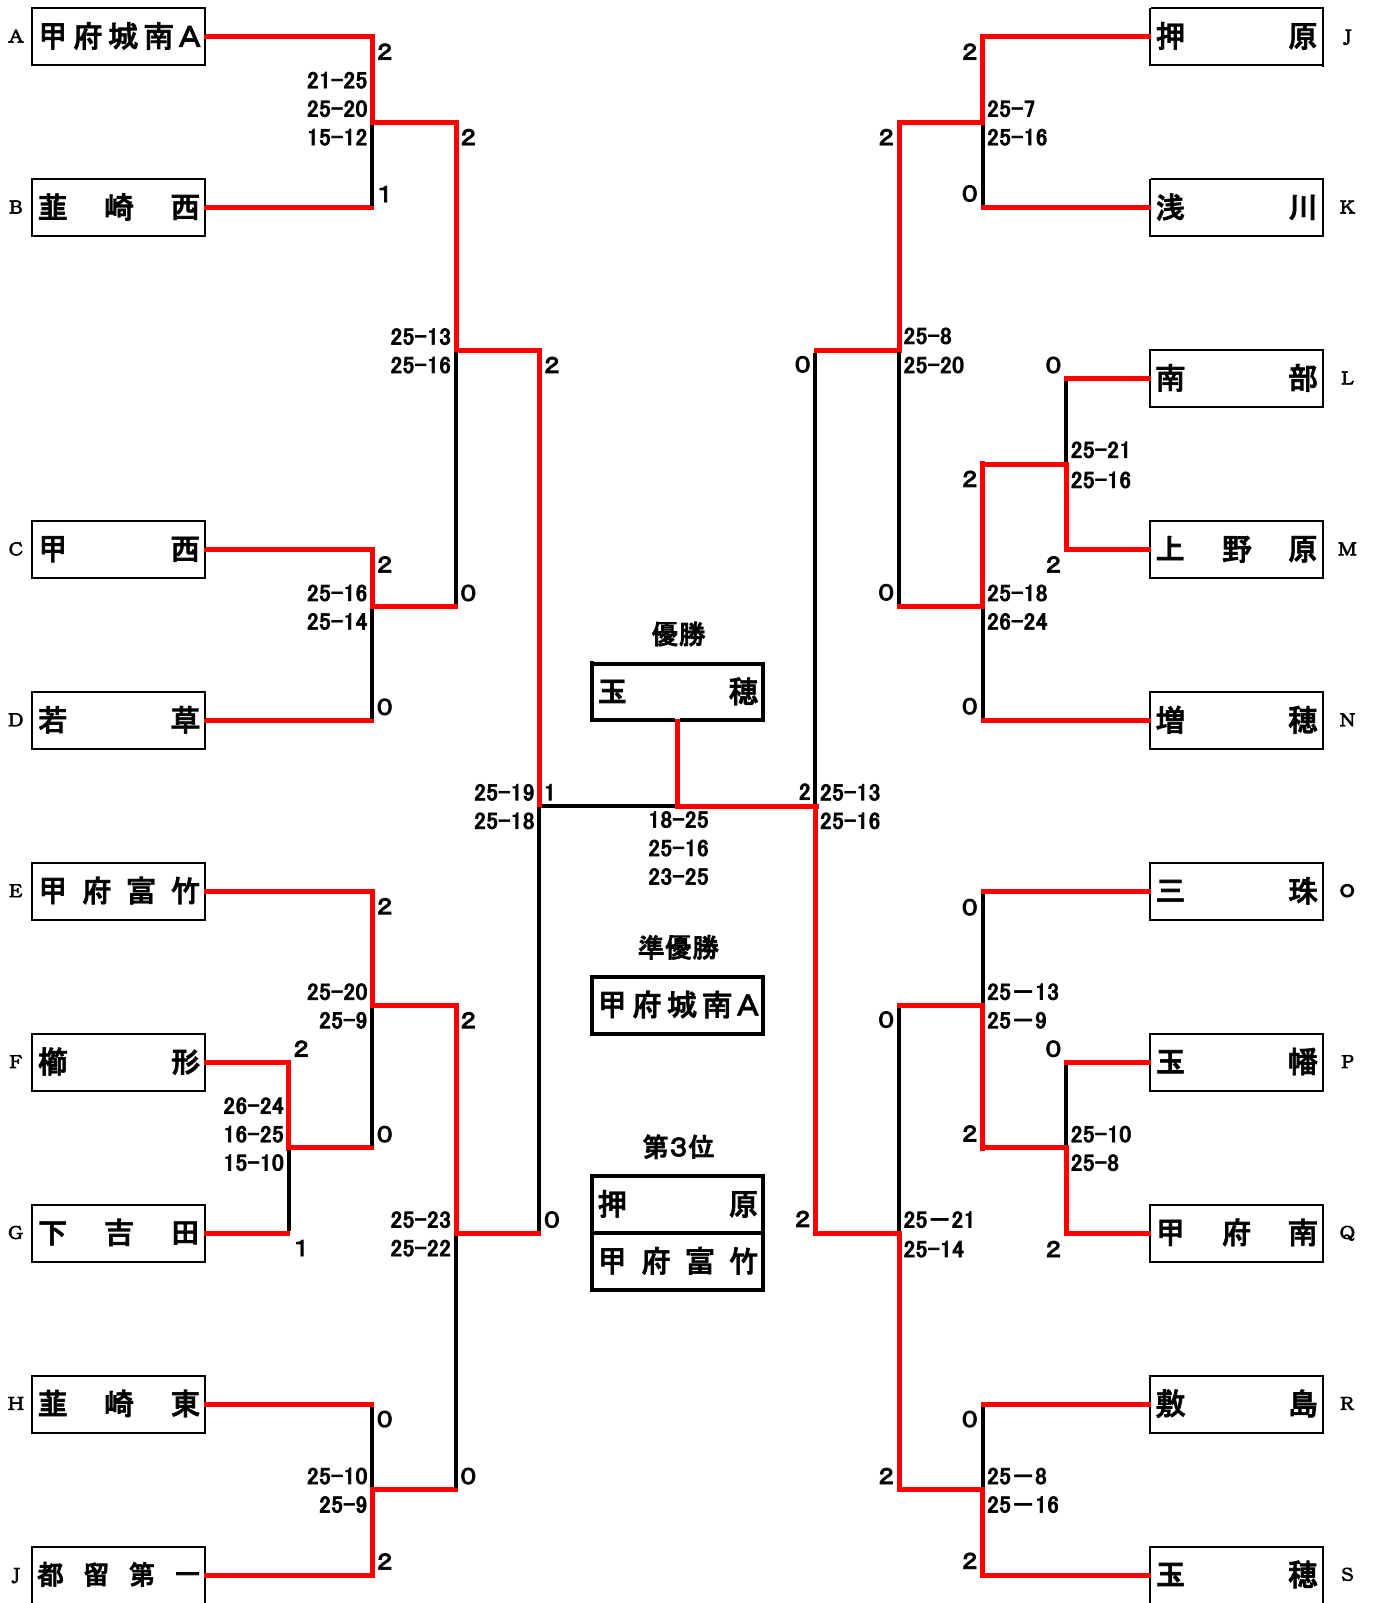 A 甲府城南A
2
21-25
25-20
15-12
2
1
B 韮崎西
25-13
25-16
2
C 甲西
2
25-16
25-14
0
0
D 若草
25-19
25-18
1
E 甲府富竹
2
25-20
25-9
2
F 櫛形
2
26-24
16-25
15-10
0
1
G 下吉田
25-23
25-22
0
H 韮崎東
0
25-10
25-9
0
2
J 都留第一
優勝
玉穂
18-25
25-16
23-25
準優勝
甲府城南A
第3位
押原
甲府富竹
押原 J
2
25-7
25-16
2
0
浅川 K
25-8
25-20
0
南部 L
0
25-21
25-16
2
上野原 M
2
25-18
26-24
0
0
増穂 N
2
25-13
25-16
三珠 O
0
25-13
25-9
0
玉幡 P
0
25-10
25-8
2
甲府南 Q
2
25-21
25-14
2
敷島 R
0
25-8
25-16
2
2
玉穂 S